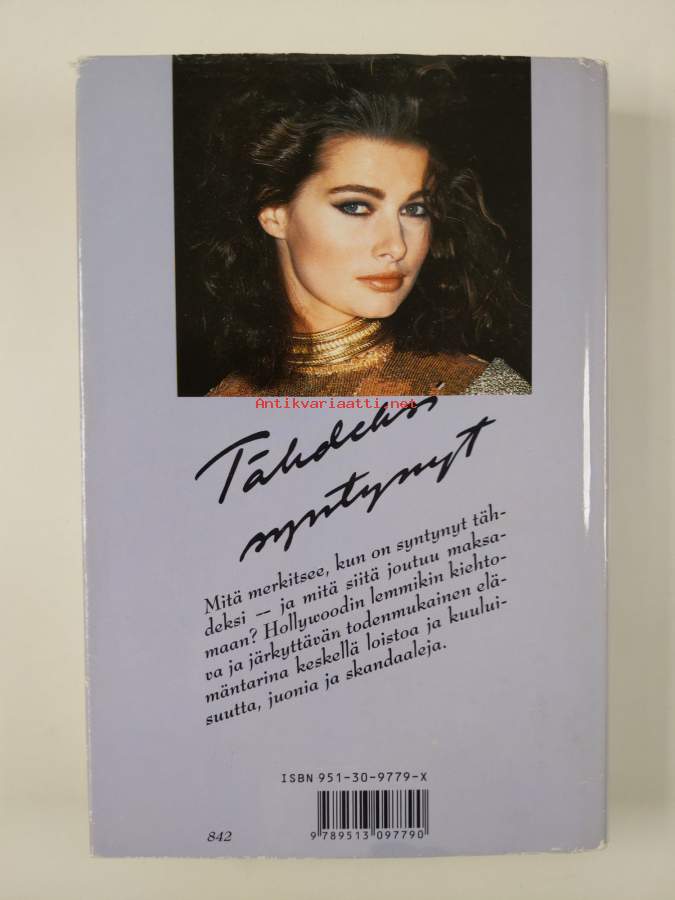 Antikvariaatti.net
Tähdeksi
syntynyt
Mitä merkitsee, kun on syntynyt täh-
deksi — ja mitä siitä joutuu maksa-
maan? Hollywoodin lemmikin kiehto-
va ja järkyttävän todenmukainen elä-
mäntarina keskellä loistoa ja kuului-
suutta, juonia ja skandaaleja.
ISBN 951-30-9779-X
842
9 789513 097790